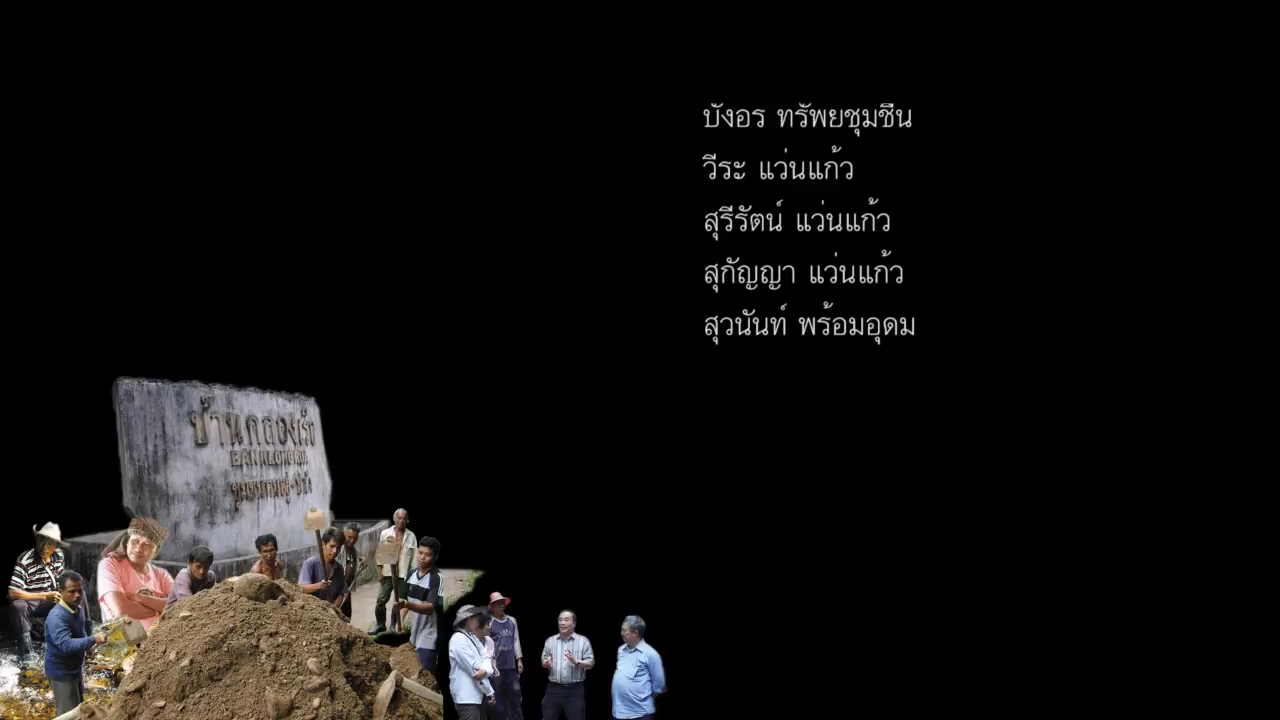 บังอร ทรัพยชุมชื่น
วีระ แว่นแก้ว
สุรีรัตน์ แว่นแก้ว
สุกัญญา แว่นแก้ว
สุวนันท์ พร้อมอุดม
บ้านคลองเรือ